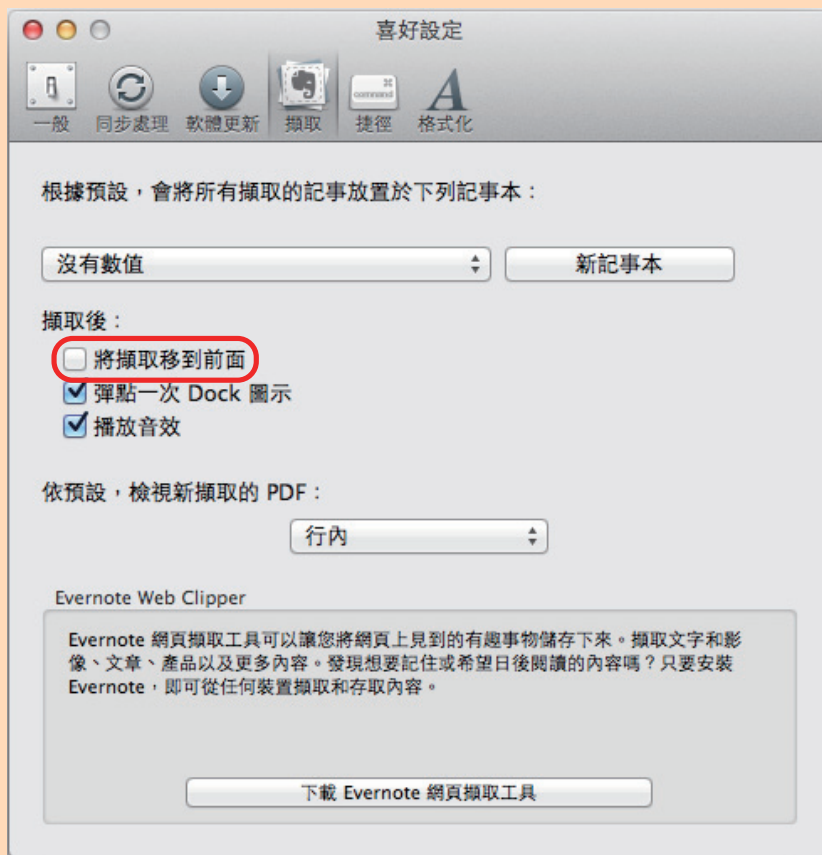 喜好設定
一般 同步處理 軟體更新 擷取 捷徑 格式化
command
根據預設，會將所有擷取的記事放置於下列記事本：
沒有數值 新記事本
擷取後：
將擷取移到前面
彈點一次 Dock 圖示
播放音效
依預設，檢視新擷取的 PDF：
行內
Evernote Web Clipper
Evernote 網頁擷取工具可以讓您將網頁上見到的有趣事物儲存下來。擷取文字和影
像、文章、產品以及更多內容。發現想要記住或希望日後閱讀的內容嗎？只要安裝
Evernote，即可從任何裝置擷取和存取內容。
下載 Evernote 網頁擷取工具